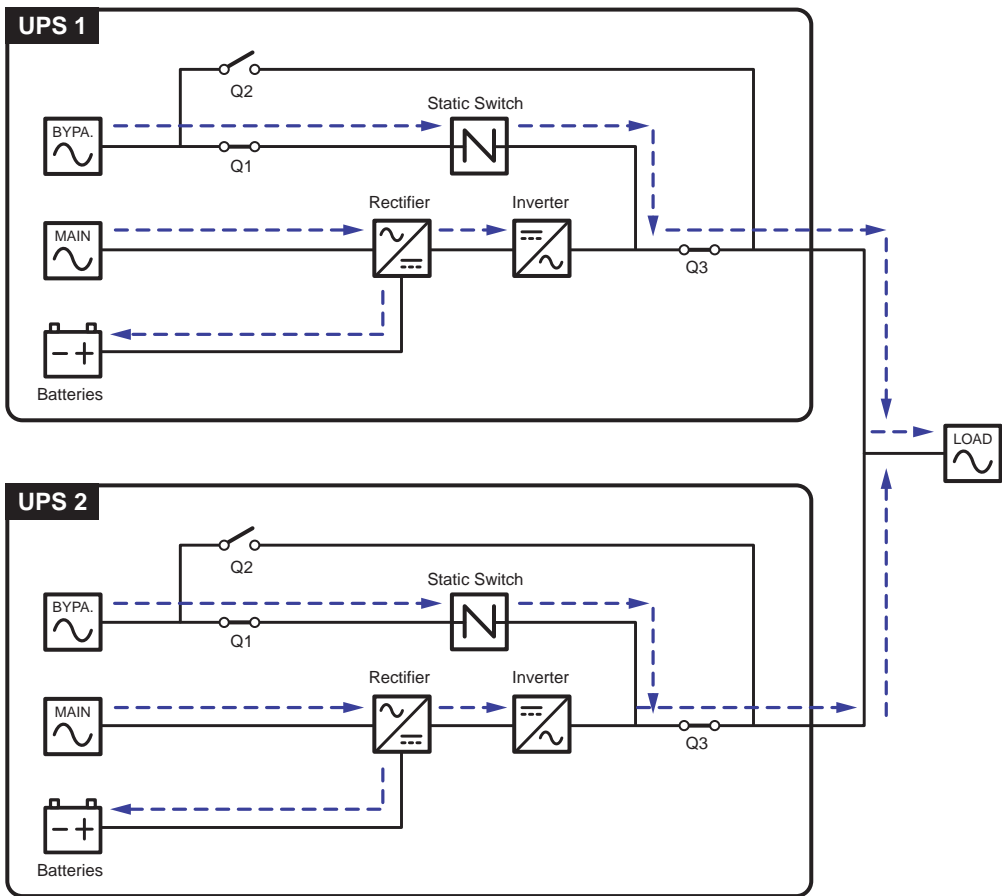 UPS 1
Q2
Static Switch
BYPA.
Q1
Rectifier
Inverter
MAIN
Q3
Batteries
LOAD
UPS 2
Q2
Static Switch
BYPA.
Q1
Rectifier
Inverter
MAIN
Q3
Batteries